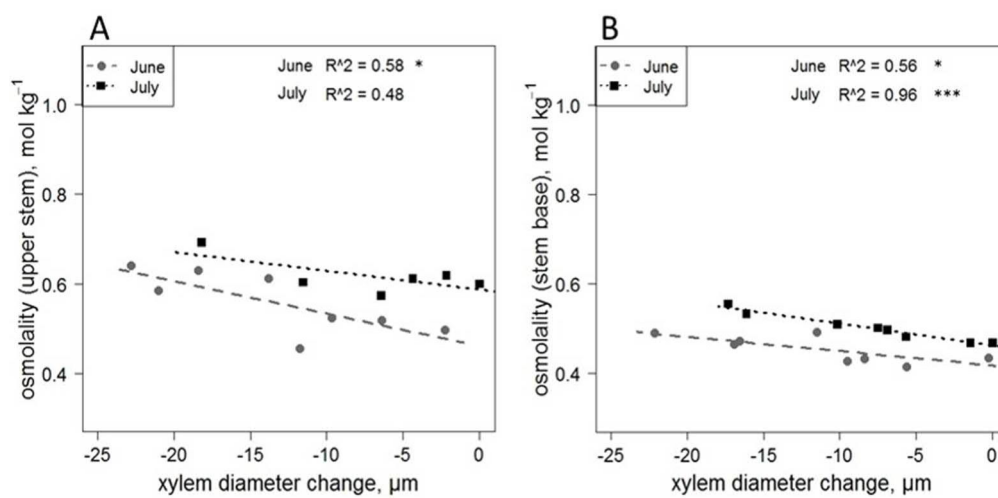 A
June
July
June R^2 = 0.58 *
July R^2 = 0.48
osmolality (upper stem), mol kg⁻¹
1.0
0.8
0.6
0.4
-25 -20 -15 -10 -5 0
xylem diameter change, µm
B
June
July
June R^2 = 0.56 *
July R^2 = 0.96 ***
osmolality (stem base), mol kg⁻¹
1.0
0.8
0.6
0.4
-25 -20 -15 -10 -5 0
xylem diameter change, µm